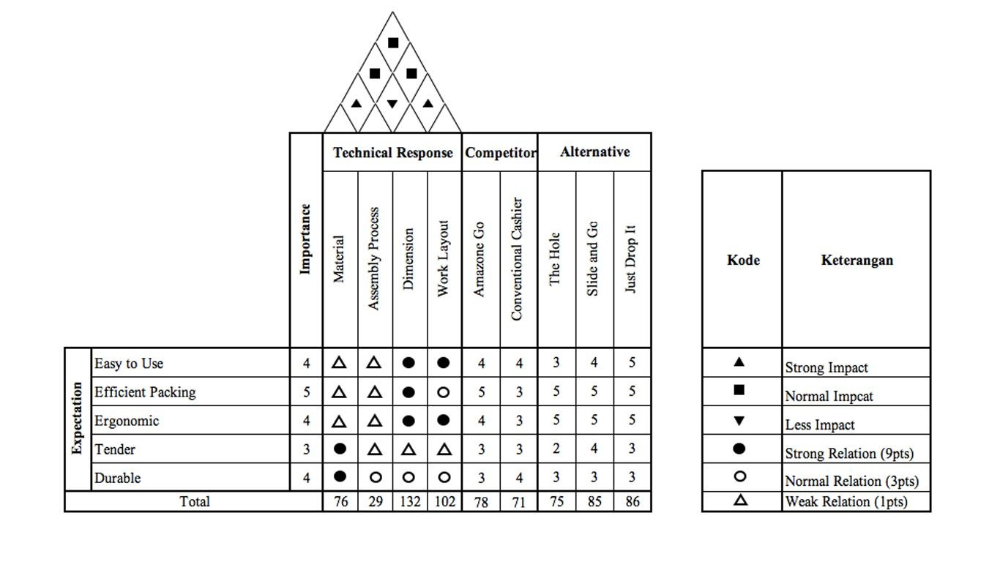 Technical Response Competitor Alternative
Importance Material Assembly Process Dimension Work Layout Amazone Go Conventional Cashier The Hole Slide and Go Just Drop It
Expectation
Easy to Use 4 4 4 3 4 5
Efficient Packing 5 5 3 5 5 5
Ergonomic 4 4 3 5 5 5
Tender 3 3 3 2 4 3
Durable 4 3 4 3 3 3
Total 76 29 132 102 78 71 75 85 86
Kode Keterangan
Strong Impact
Normal Impcat
Less Impact
Strong Relation (9pts)
Normal Relation (3pts)
Weak Relation (1pts)